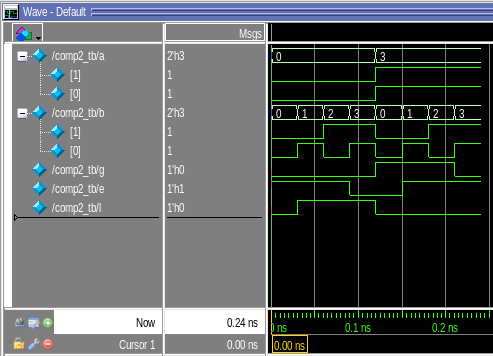 Wave - Default
Msgs
/comp2_tb/a 2'h3 0 3
[1] 1
[0] 1
/comp2_tb/b 2'h3 0 1 2 3 0 1 2 3
[1] 1
[0] 1
/comp2_tb/g 1'h0
/comp2_tb/e 1'h1
/comp2_tb/l 1'h0
Now 0.24 ns ns 0.1 ns 0.2 ns
Cursor 1 0.00 ns 0.00 ns